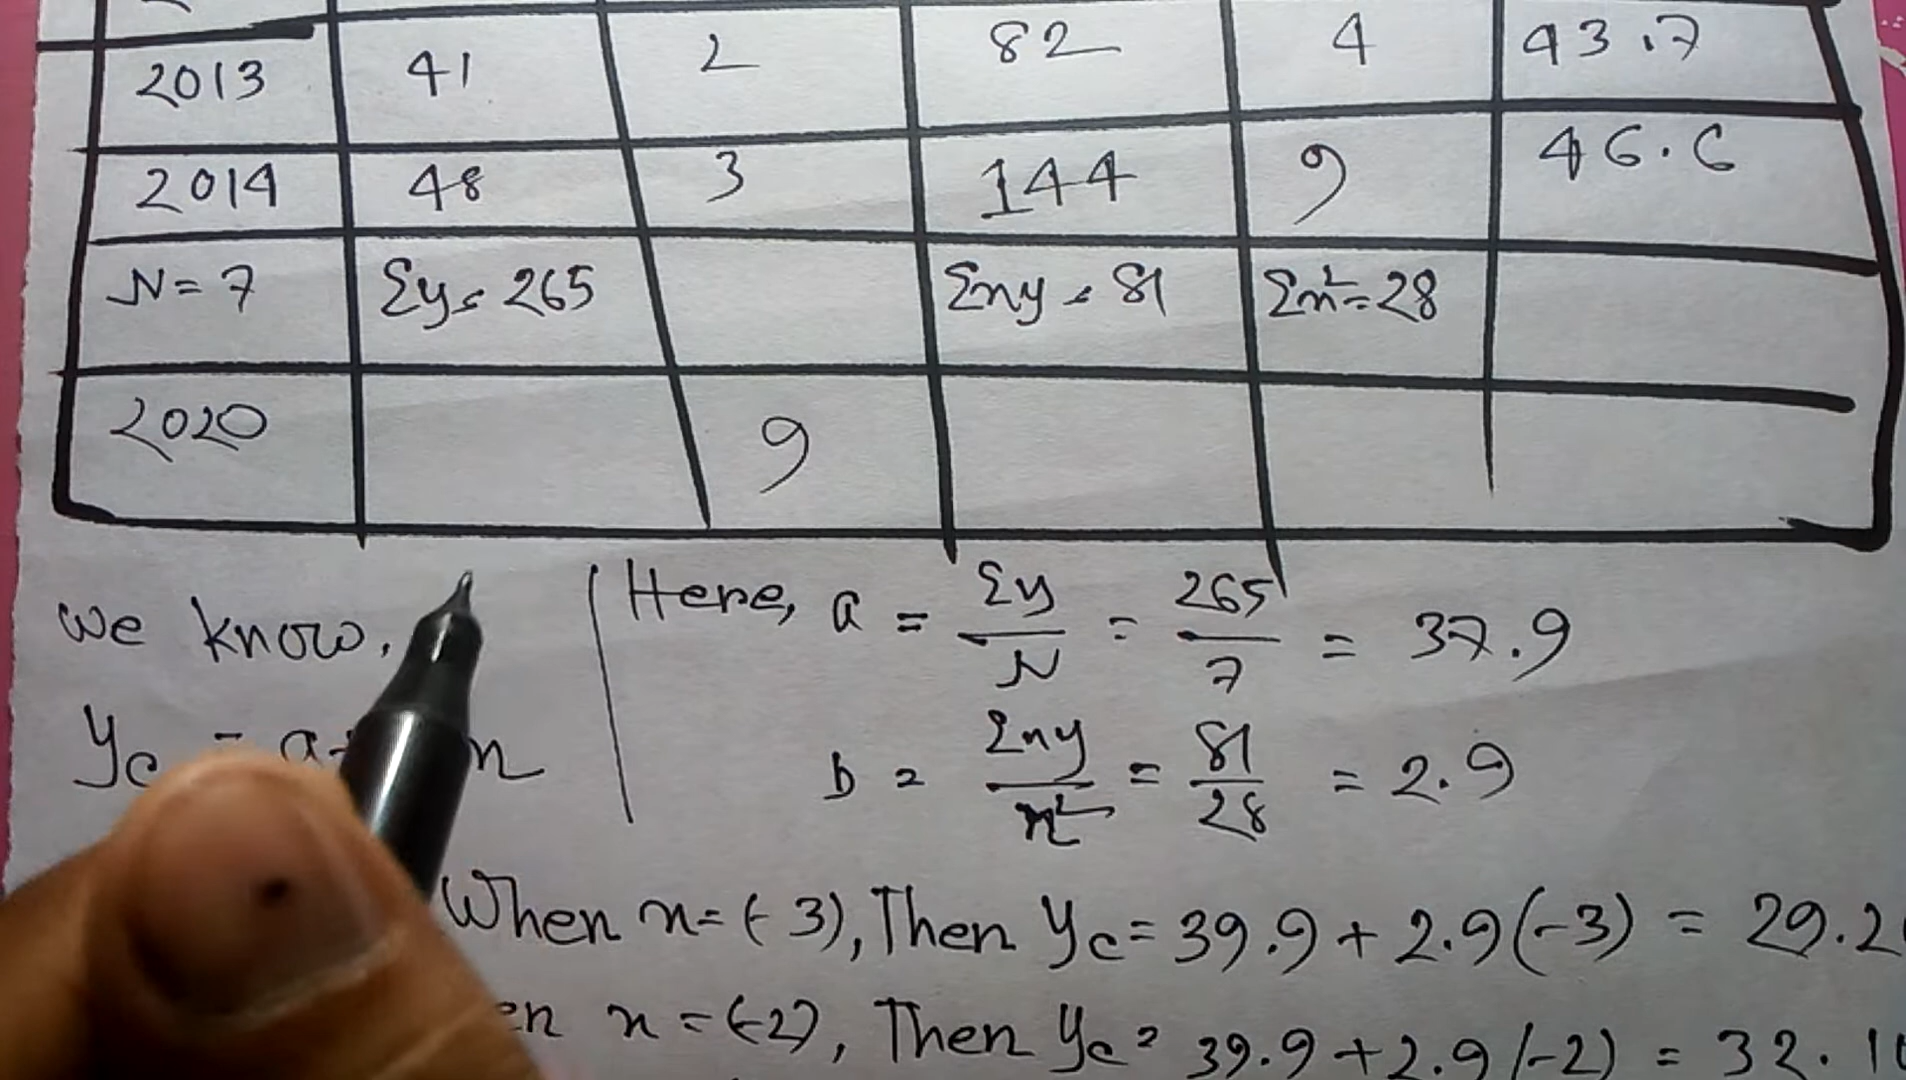 2013 41 2 82 4 43.7
2014 48 3 144 9 46.6
N=7 Σy= 265 Σxy = 81 Σx²=28
2020 9
We know, Here, a = Σy/N = 265/7 = 37.9
Yc = a+ x b = Σxy/x² = 81/28 = 2.9
When x=(-3), Then Yc= 39.9 + 2.9(-3) = 29.2
x =(-2), Then Yc= 39.9 +2.9(-2) = 32.1